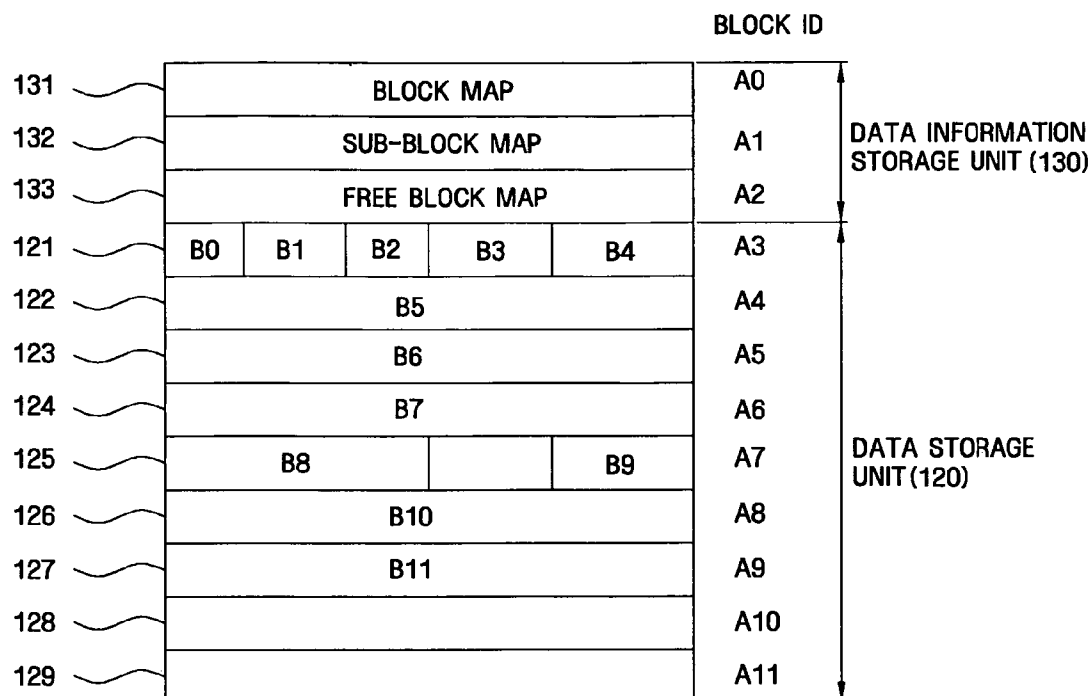 BLOCK ID
131 BLOCK MAP A0
132 SUB-BLOCK MAP A1
133 FREE BLOCK MAP A2
DATA INFORMATION
STORAGE UNIT (130)
121 B0 B1 B2 B3 B4 A3
122 B5 A4
123 B6 A5
124 B7 A6
125 B8 B9 A7
DATA STORAGE
UNIT (120)
126 B10 A8
127 B11 A9
128 A10
129 A11